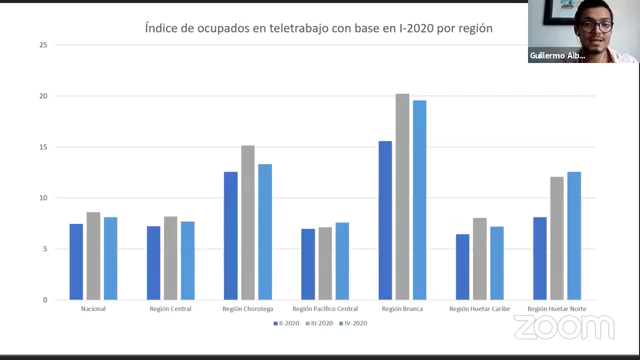 Índice de ocupados en teletrabajo con base en I-2020 por región
Guillermo Alb...
25
20
15
10
5
0
Nacional
Región Central
Región Chorotega
Región Pacífico Central
Región Brunca
Región Huetar Caribe
Región Huetar Norte
II-2020 III-2020 IV-2020
zoom